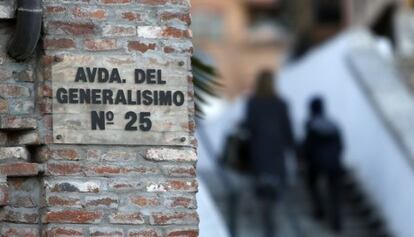 AVDA. DEL
GENERALISIMO
Nº 25